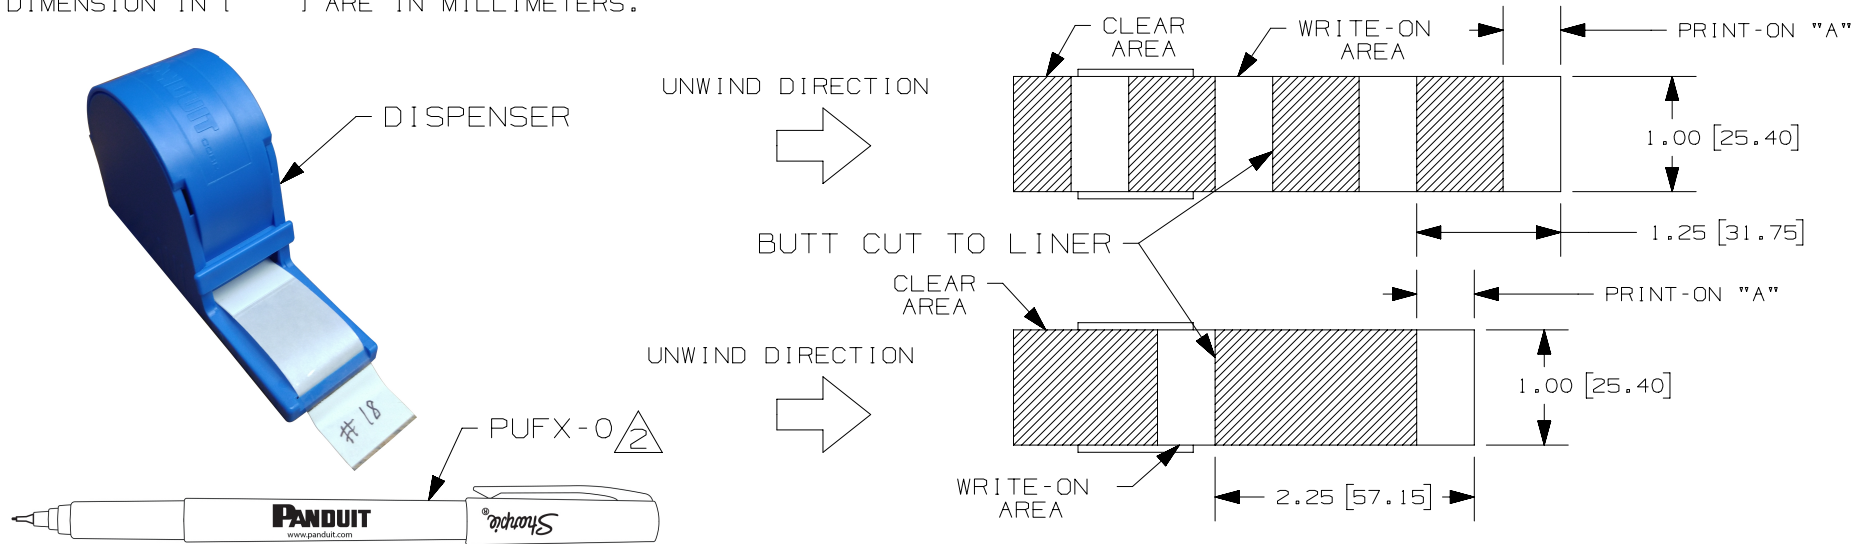 DIMENSION IN [ ] ARE IN MILLIMETERS.
CLEAR
AREA
WRITE-ON
AREA
PRINT-ON "A"
UNWIND DIRECTION
DISPENSER
1.00 [25.40]
BUTT CUT TO LINER
1.25 [31.75]
CLEAR
AREA
PRINT-ON "A"
UNWIND DIRECTION
1.00 [25.40]
# 18
PUFX-0 2
WRITE-ON
AREA
2.25 [57.15]
PANDUIT
www.panduit.com
Sharpie®